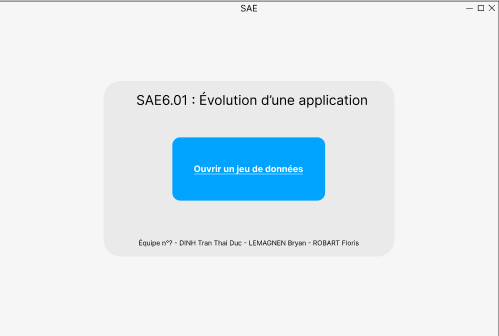 SAE
SAE6.01 : Évolution d'une application
Ouvrir un jeu de données
Équipe n°? - DINH Tran Thai Duc - LEMAGNEN Bryan - ROBART Floris